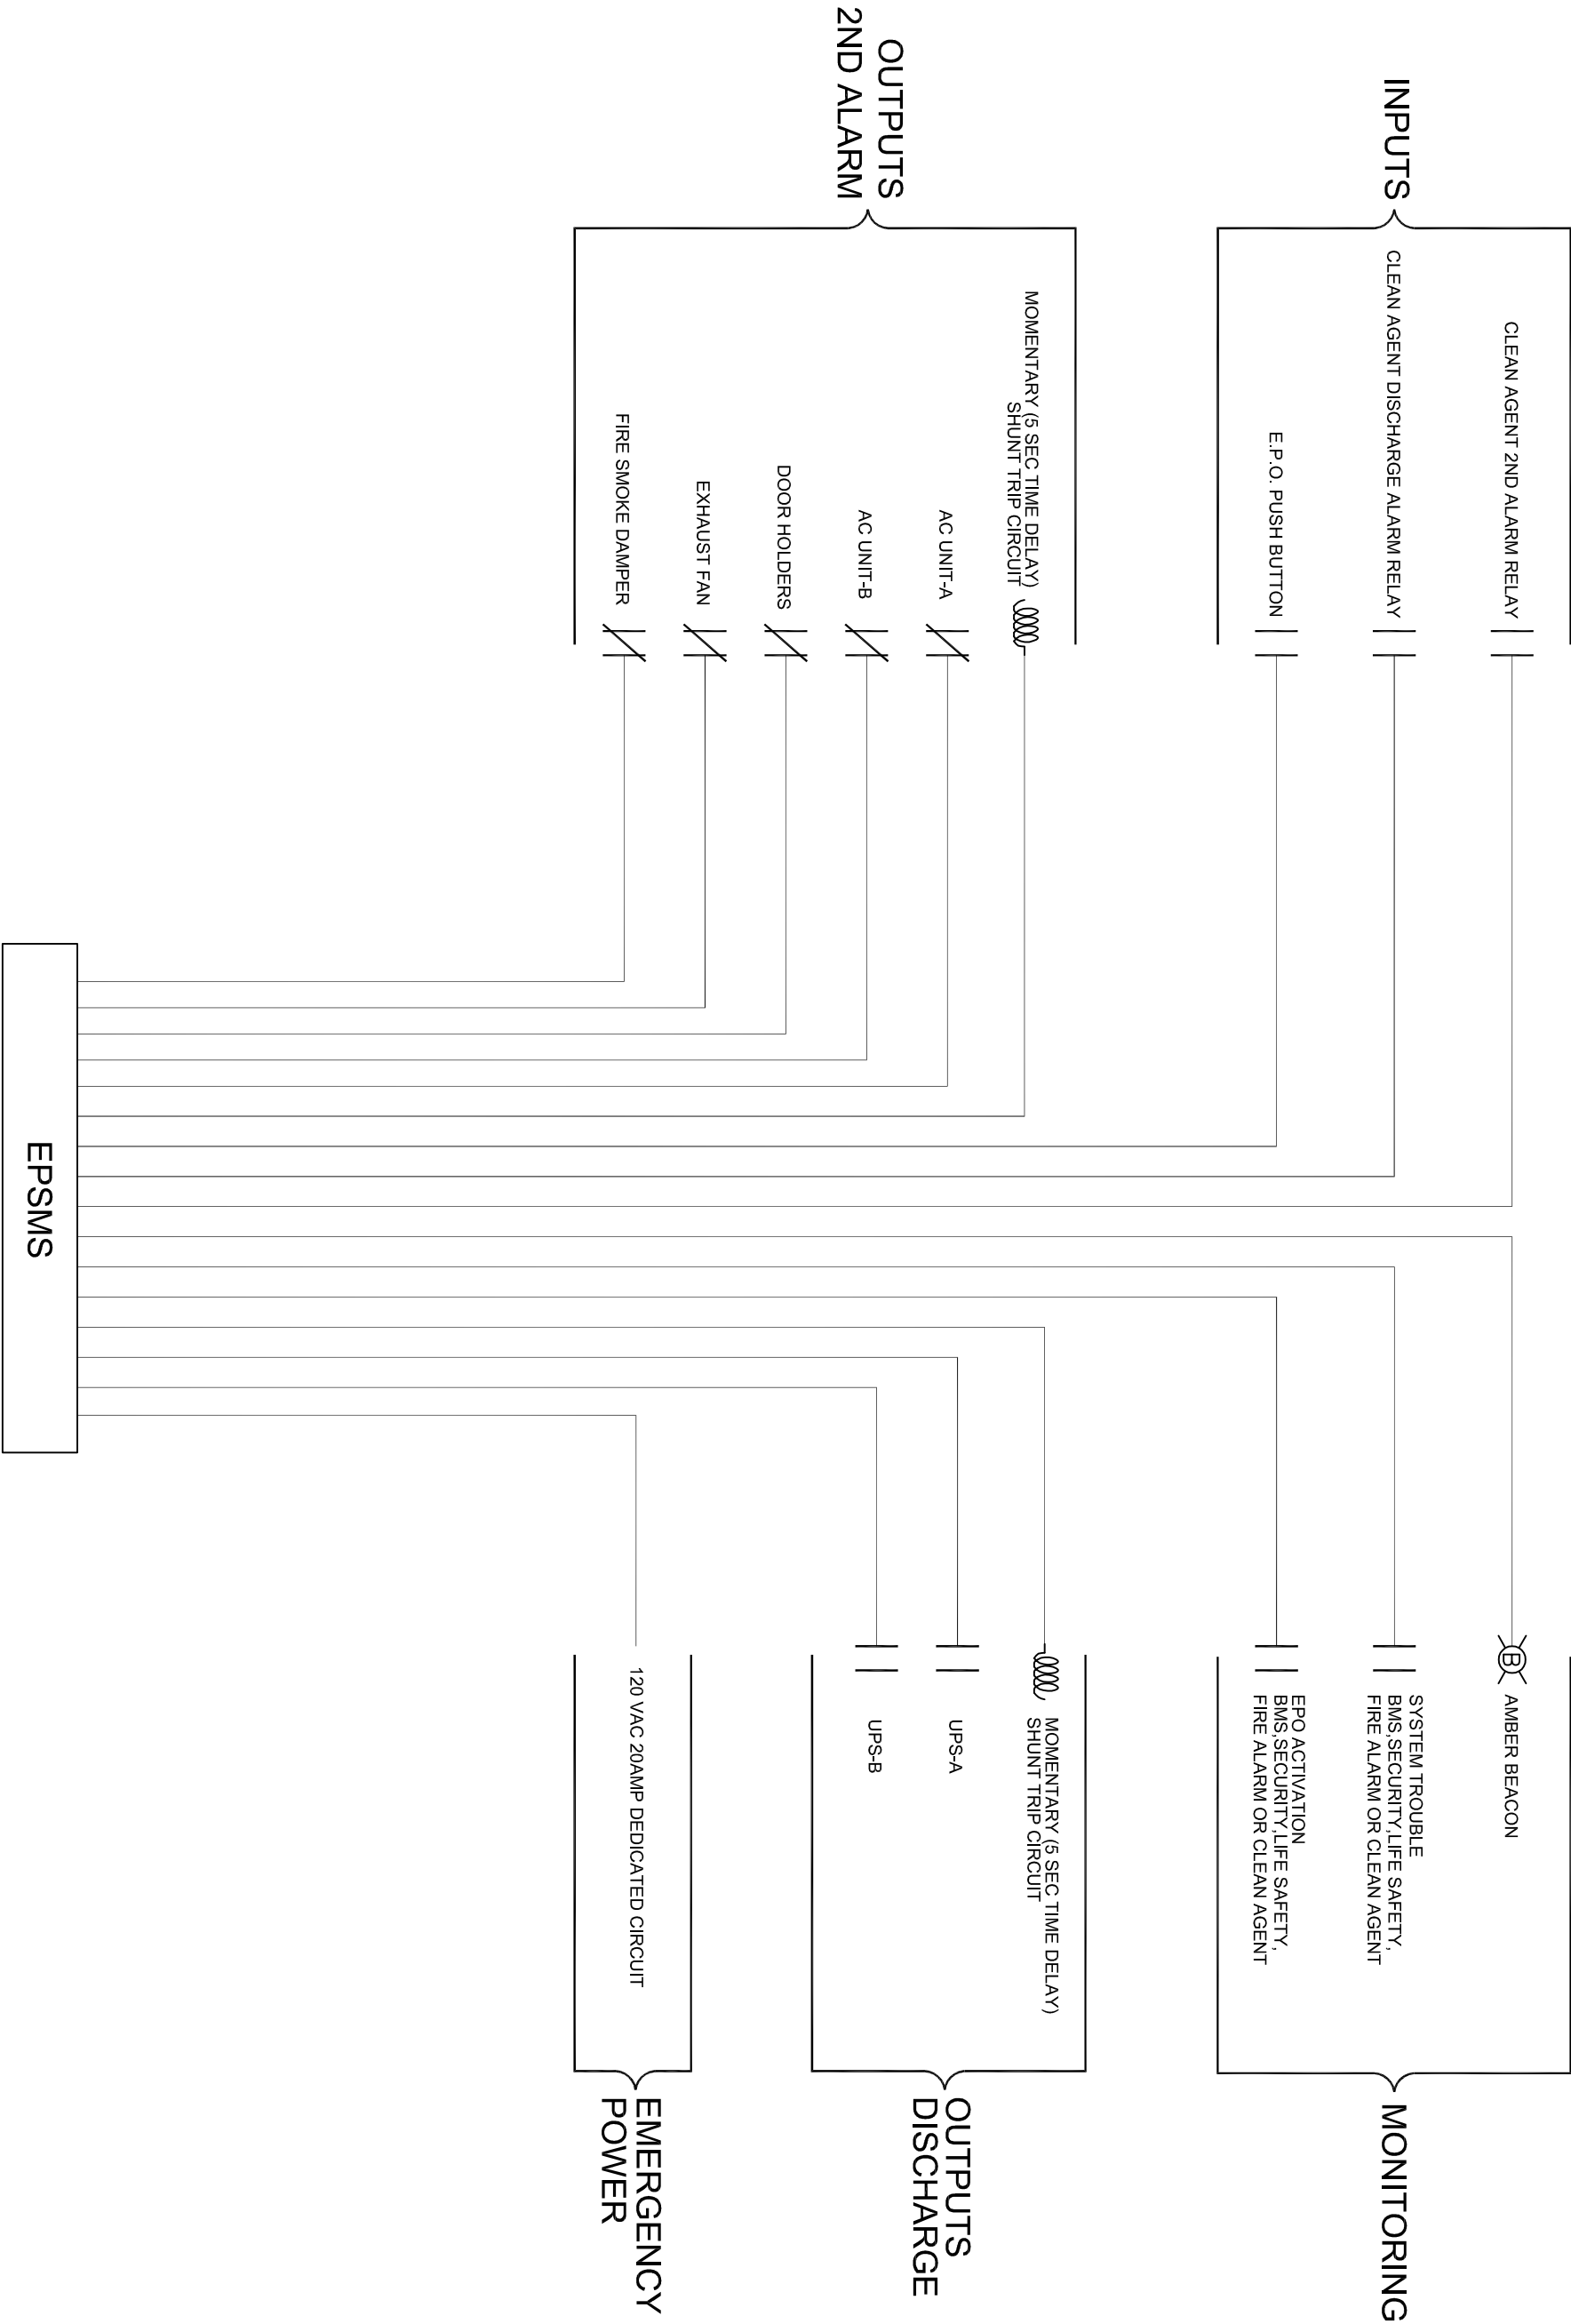 INPUTS
CLEAN AGENT 2ND ALARM RELAY
CLEAN AGENT DISCHARGE ALARM RELAY
E.P.O. PUSH BUTTON
OUTPUTS
2ND ALARM
MOMENTARY (5 SEC TIME DELAY)
SHUNT TRIP CIRCUIT
AC UNIT-A
AC UNIT-B
DOOR HOLDERS
EXHAUST FAN
FIRE SMOKE DAMPER
B
AMBER BEACON
SYSTEM TROUBLE
BMS,SECURITY,LIFE SAFETY,
FIRE ALARM OR CLEAN AGENT
EPO ACTIVATION
BMS,SECURITY,LIFE SAFETY,
FIRE ALARM OR CLEAN AGENT
MONITORING
MOMENTARY (5 SEC TIME DELAY)
SHUNT TRIP CIRCUIT
UPS-A
UPS-B
OUTPUTS
DISCHARGE
120 VAC 20AMP DEDICATED CIRCUIT
EMERGENCY
POWER
EPSMS